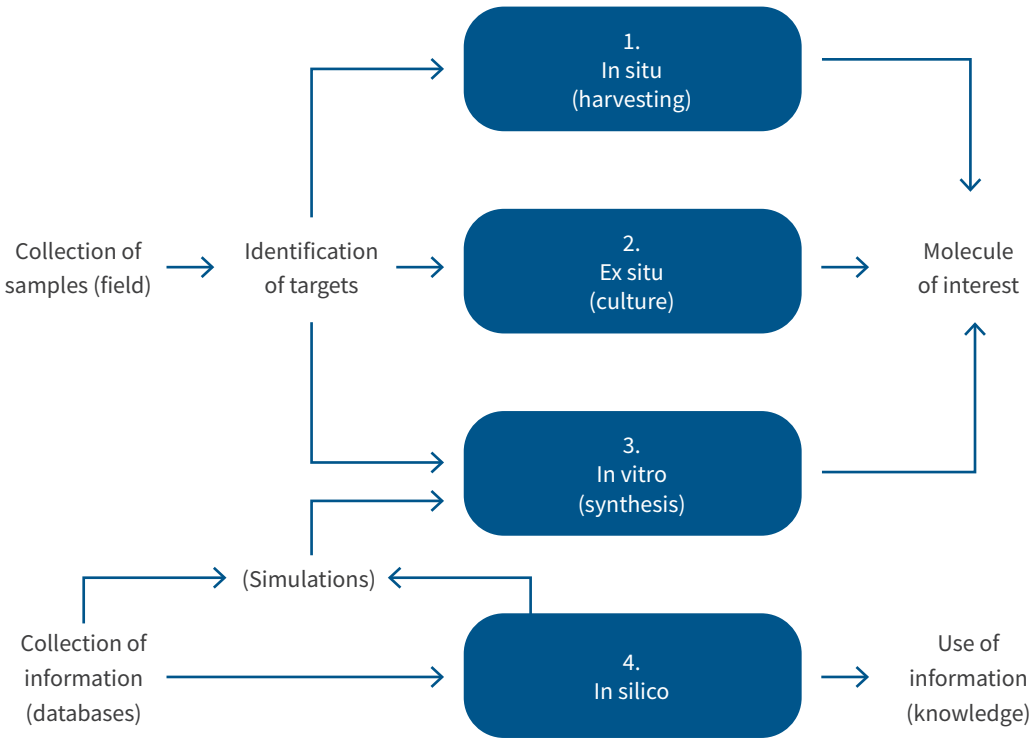 1.
In situ
(harvesting)
Collection of
samples (field)
Identification
of targets
2.
Ex situ
(culture)
Molecule
of interest
3.
In vitro
(synthesis)
(Simulations)
Collection of
information
(databases)
4.
In silico
Use of
information
(knowledge)